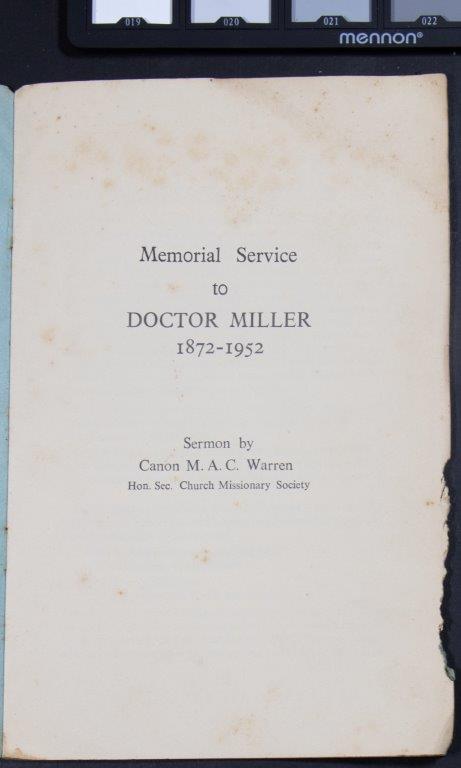 019 020 021 022
mennon®
Memorial Service
to
DOCTOR MILLER
1872-1952
Sermon by
Canon M. A. C. Warren
Hon. Sec. Church Missionary Society